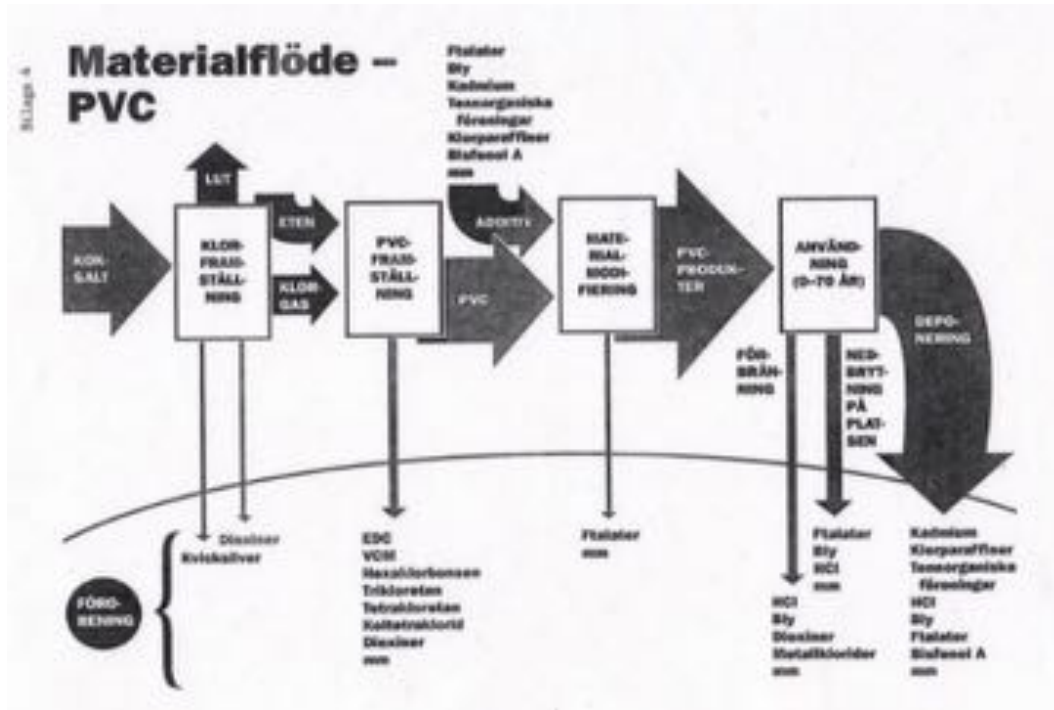 Bilaga 4
Materialflöde –
PVC
Ftalater
Bly
Kadmium
Tennorganiska
föreningar
Klorparaffiner
Bisfenol A
mm
LUT
KOK-
SALT
KLOR-
FRAM-
STÄLL-
NING
ETEN
KLOR-
GAS
PVC-
FRAM-
STÄLL-
NING
ADDITIV
PVC
MATE-
RIAL-
MODI-
FIERING
PVC-
PRODUK-
TER
ANVÄND-
NING
(0–70 ÅR)
DEPO-
NERING
FÖR-
BRÄN-
NING
NED-
BRYT-
NING
PÅ
PLAT-
SEN
FÖRO-
RENING
Dioxiner
Kvicksilver
EDC
VCM
Hexaklorbensen
Trikloretan
Tetrakloretan
Koltetraklorid
Dioxiner
mm
Ftalater
mm
HCl
Bly
Dioxiner
Metallklorider
mm
Ftalater
Bly
HCl
mm
Kadmium
Klorparaffiner
Tennorganiska
föreningar
HCl
Bly
Ftalater
Bisfenol A
mm